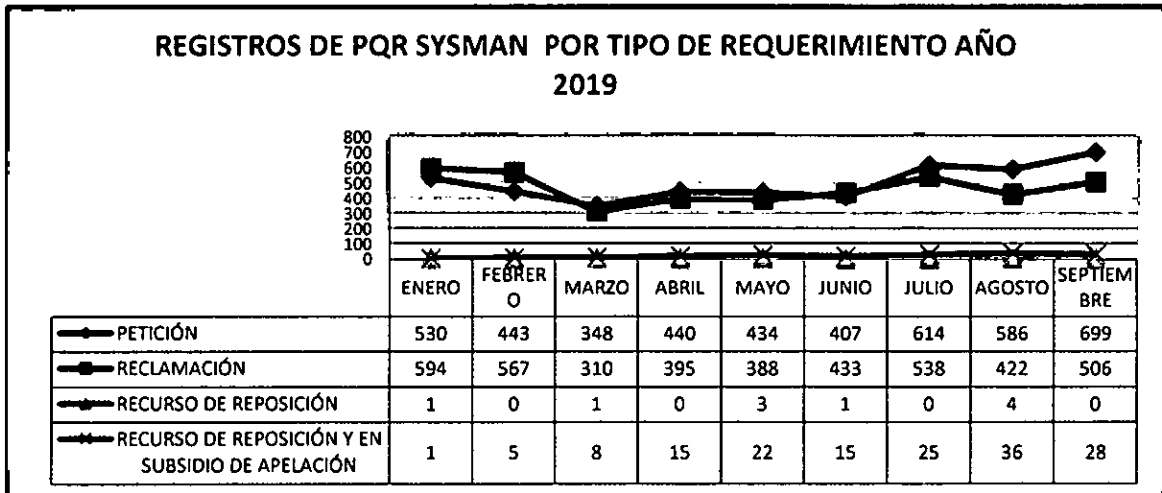 REGISTROS DE PQR SYSMAN POR TIPO DE REQUERIMIENTO AÑO
2019
800
700
600
500
400
300
200
100
0
ENERO FEBRERO MARZO ABRIL MAYO JUNIO JULIO AGOSTO SEPTIEMBRE
PETICIÓN 530 443 348 440 434 407 614 586 699
RECLAMACIÓN 594 567 310 395 388 433 538 422 506
RECURSO DE REPOSICIÓN 1 0 1 0 3 1 0 4 0
RECURSO DE REPOSICIÓN Y EN
SUBSIDIO DE APELACIÓN 1 5 8 15 22 15 25 36 28